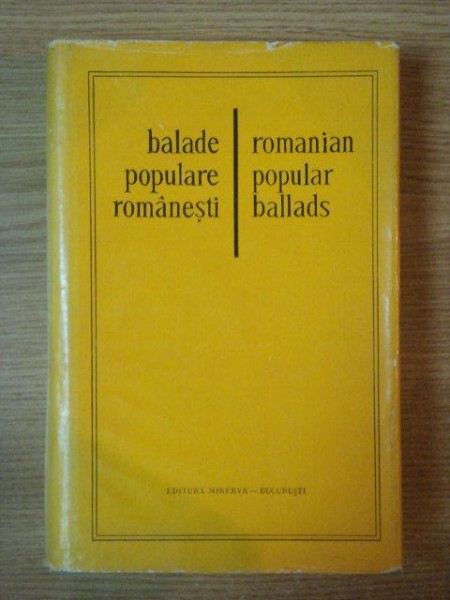 balade
populare
românești
romanian
popular
ballads
EDITURA MINERVA — BUCUREȘTI